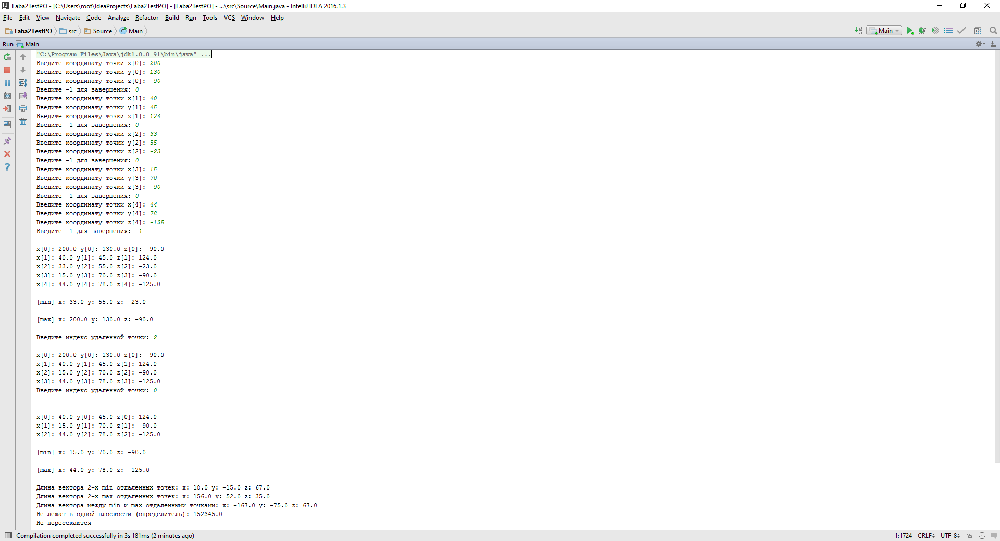 Laba2TestPO - [C:\Users\root\IdeaProjects\Laba2TestPO] - [Laba2TestPO] - ...\src\Source\Main.java - IntelliJ IDEA 2016.1.3
File Edit View Navigate Code Analyze Refactor Build Run Tools VCS Window Help
Laba2TestPO src Source Main Main
Run Main
"C:\Program Files\Java\jdk1.8.0_91\bin\java" ...
Введите координату точки x[0]: 200
Введите координату точки y[0]: 130
Введите координату точки z[0]: -90
Введите -1 для завершения: 0
Введите координату точки x[1]: 40
Введите координату точки y[1]: 45
Введите координату точки z[1]: 124
Введите -1 для завершения: 0
Введите координату точки x[2]: 33
Введите координату точки y[2]: 55
Введите координату точки z[2]: -23
Введите -1 для завершения: 0
Введите координату точки x[3]: 15
Введите координату точки y[3]: 70
Введите координату точки z[3]: -90
Введите -1 для завершения: 0
Введите координату точки x[4]: 44
Введите координату точки y[4]: 78
Введите координату точки z[4]: -125
Введите -1 для завершения: -1
x[0]: 200.0 y[0]: 130.0 z[0]: -90.0
x[1]: 40.0 y[1]: 45.0 z[1]: 124.0
x[2]: 33.0 y[2]: 55.0 z[2]: -23.0
x[3]: 15.0 y[3]: 70.0 z[3]: -90.0
x[4]: 44.0 y[4]: 78.0 z[4]: -125.0
[min] x: 33.0 y: 55.0 z: -23.0
[max] x: 200.0 y: 130.0 z: -90.0
Введите индекс удаленной точки: 2
x[0]: 200.0 y[0]: 130.0 z[0]: -90.0
x[1]: 40.0 y[1]: 45.0 z[1]: 124.0
x[2]: 15.0 y[2]: 70.0 z[2]: -90.0
x[3]: 44.0 y[3]: 78.0 z[3]: -125.0
Введите индекс удаленной точки: 0
x[0]: 40.0 y[0]: 45.0 z[0]: 124.0
x[1]: 15.0 y[1]: 70.0 z[1]: -90.0
x[2]: 44.0 y[2]: 78.0 z[2]: -125.0
[min] x: 15.0 y: 70.0 z: -90.0
[max] x: 44.0 y: 78.0 z: -125.0
Длина вектора 2-х min отдаленных точек: x: 18.0 y: -15.0 z: 67.0
Длина вектора 2-х max отдаленных точек: x: 156.0 y: 52.0 z: 35.0
Длина вектора между min и max отдаленными точками: x: -167.0 y: -75.0 z: 67.0
Не лежат в одной плоскости (определитель): 152345.0
Не пересекаются
Compilation completed successfully in 3s 181ms (2 minutes ago) 1:1724 CRLF UTF-8